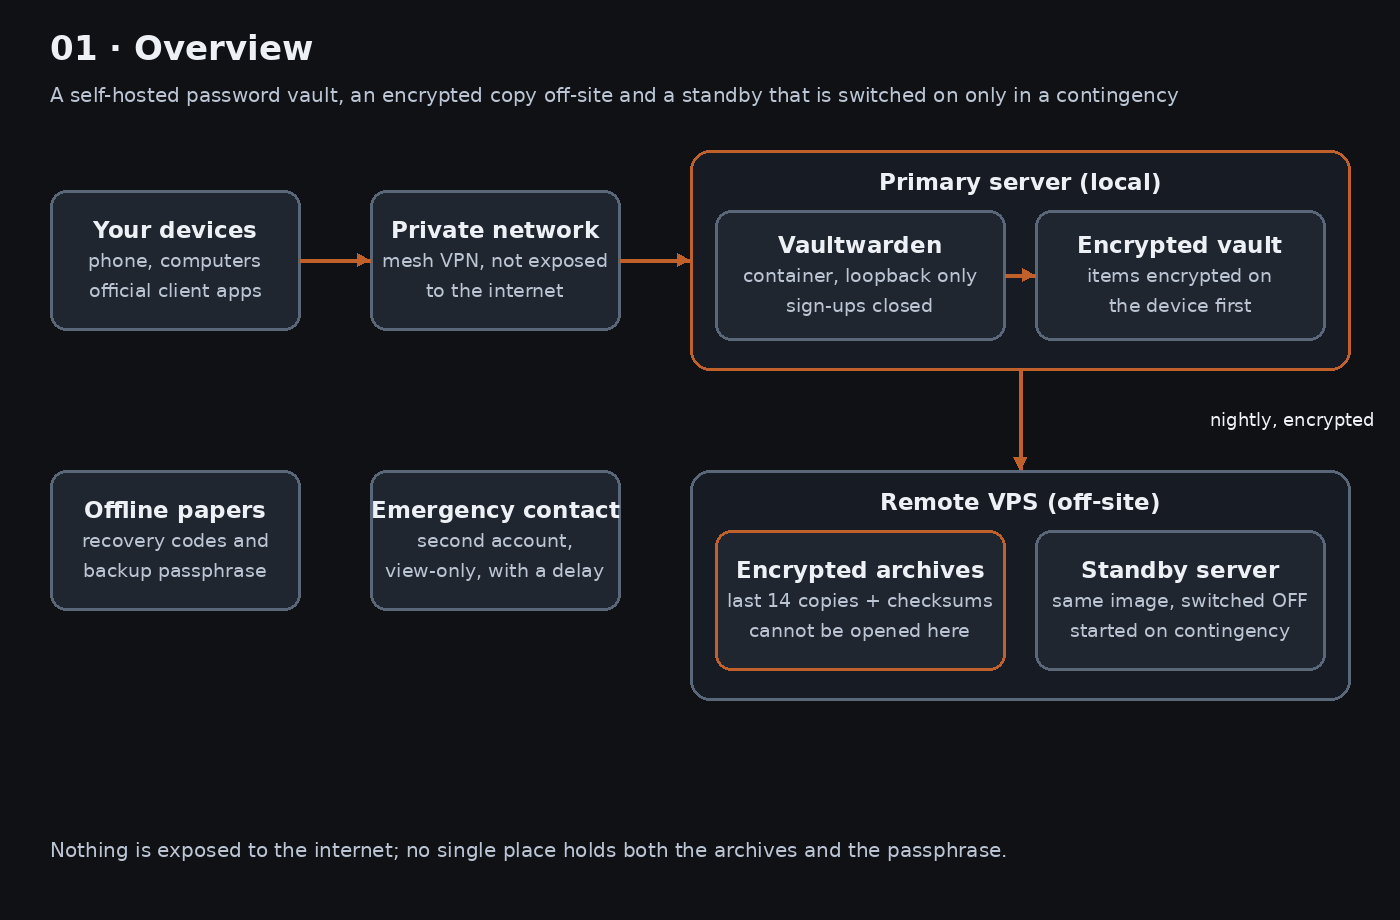 01 · Overview
A self-hosted password vault, an encrypted copy off-site and a standby that is switched on only in a contingency
Your devices
phone, computers
official client apps
Private network
mesh VPN, not exposed
to the internet
Primary server (local)
Vaultwarden
container, loopback only
sign-ups closed
Encrypted vault
items encrypted on
the device first
nightly, encrypted
Offline papers
recovery codes and
backup passphrase
Emergency contact
second account,
view-only, with a delay
Remote VPS (off-site)
Encrypted archives
last 14 copies + checksums
cannot be opened here
Standby server
same image, switched OFF
started on contingency
Nothing is exposed to the internet; no single place holds both the archives and the passphrase.